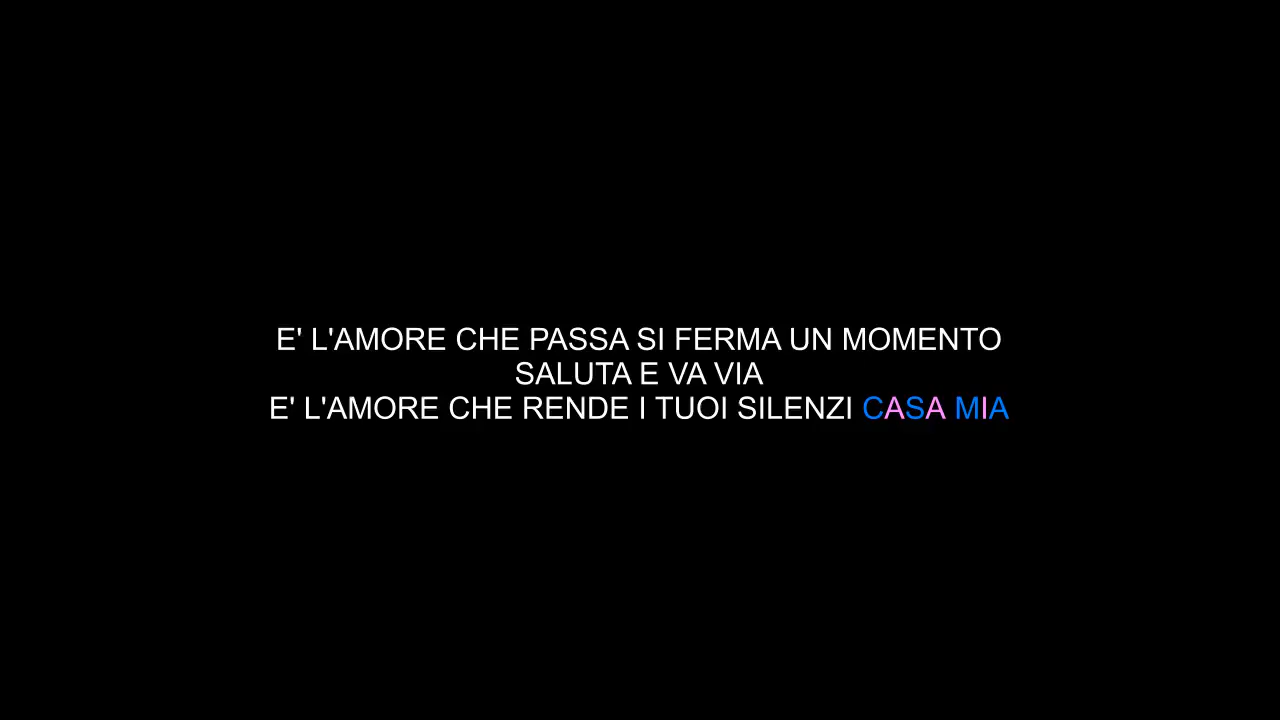 E' L'AMORE CHE PASSA SI FERMA UN MOMENTO
SALUTA E VA VIA
E' L'AMORE CHE RENDE I TUOI SILENZI CASA MIA